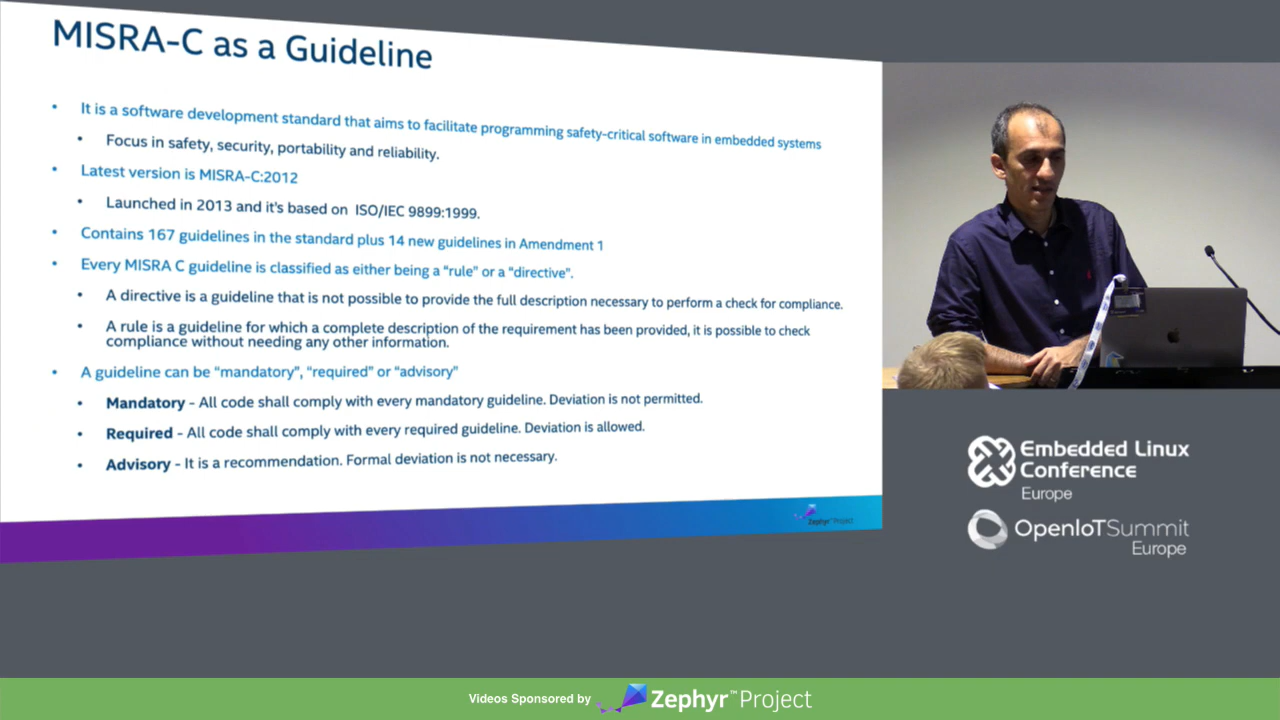 MISRA-C as a Guideline
• It is a software development standard that aims to facilitate programming safety-critical software in embedded systems
• Focus in safety, security, portability and reliability.
• Latest version is MISRA-C:2012
• Launched in 2013 and it's based on ISO/IEC 9899:1999.
• Contains 167 guidelines in the standard plus 14 new guidelines in Amendment 1
• Every MISRA C guideline is classified as either being a "rule" or a "directive".
• A directive is a guideline that is not possible to provide the full description necessary to perform a check for compliance.
• A rule is a guideline for which a complete description of the requirement has been provided, it is possible to check
compliance without needing any other information.
• A guideline can be "mandatory", "required" or "advisory"
• Mandatory - All code shall comply with every mandatory guideline. Deviation is not permitted.
• Required - All code shall comply with every required guideline. Deviation is allowed.
• Advisory - It is a recommendation. Formal deviation is not necessary.
Zephyr™ Project
Embedded Linux
Conference
Europe
OpenIoTSummit
Europe
Videos Sponsored by Zephyr™Project